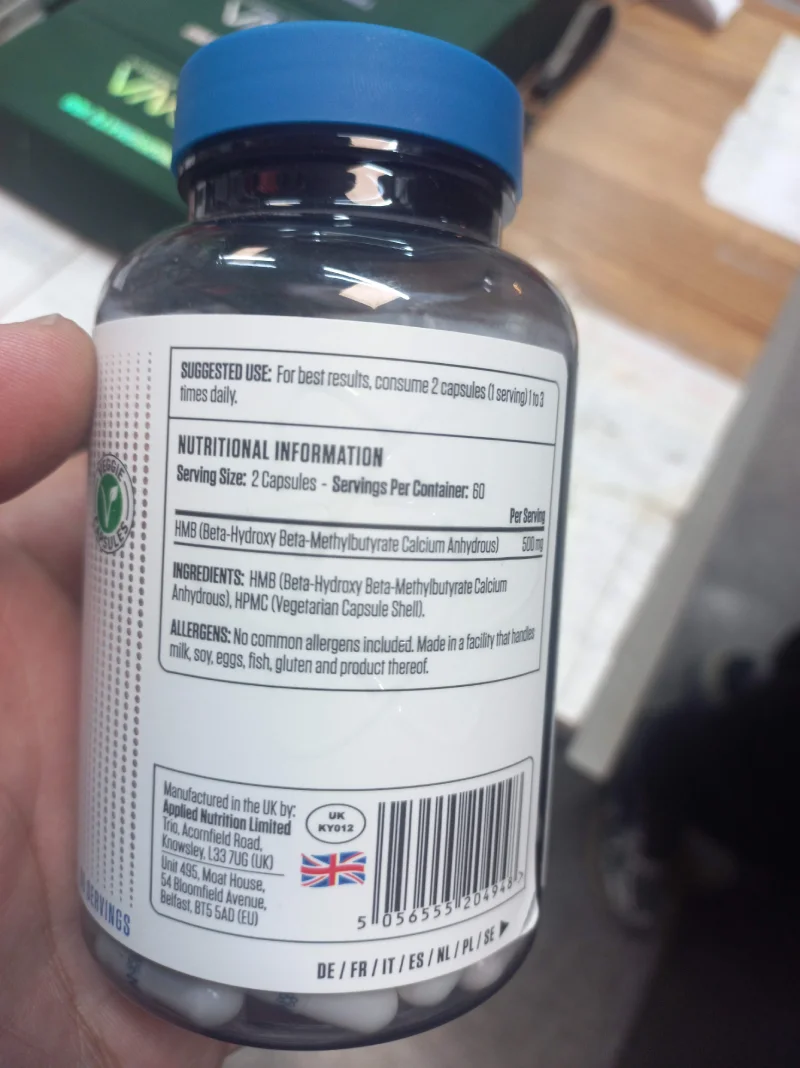 VEGGIE
CAPSULES
SUGGESTED USE: For best results, consume 2 capsules (1 serving) 1 to 3
times daily.
NUTRITIONAL INFORMATION
Serving Size: 2 Capsules - Servings Per Container: 60
Per Serving
HMB (Beta-Hydroxy Beta-Methylbutyrate Calcium Anhydrous) 500 mg
INGREDIENTS: HMB (Beta-Hydroxy Beta-Methylbutyrate Calcium
Anhydrous), HPMC (Vegetarian Capsule Shell).
ALLERGENS: No common allergens included. Made in a facility that handles
milk, soy, eggs, fish, gluten and product thereof.
Manufactured in the UK by:
Applied Nutrition Limited
Trio, Acornfield Road,
Knowsley, L33 7UG (UK)
Unit 495, Moat House,
54 Bloomfield Avenue,
Belfast, BT5 5AD (EU)
UK
KY012
5 056555 204948 >
SERVINGS
DE / FR / IT / ES / NL / PL / SE